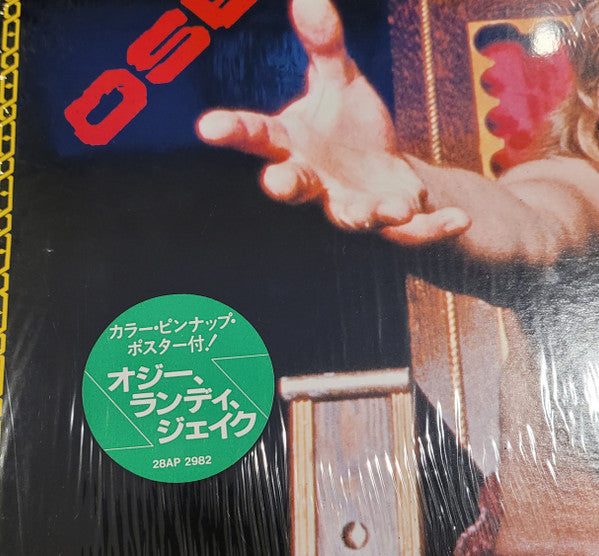 OSB
カラー・ピンナップ・
ポスター付!
オジー、
ランディ、
ジェイク
28AP 2982